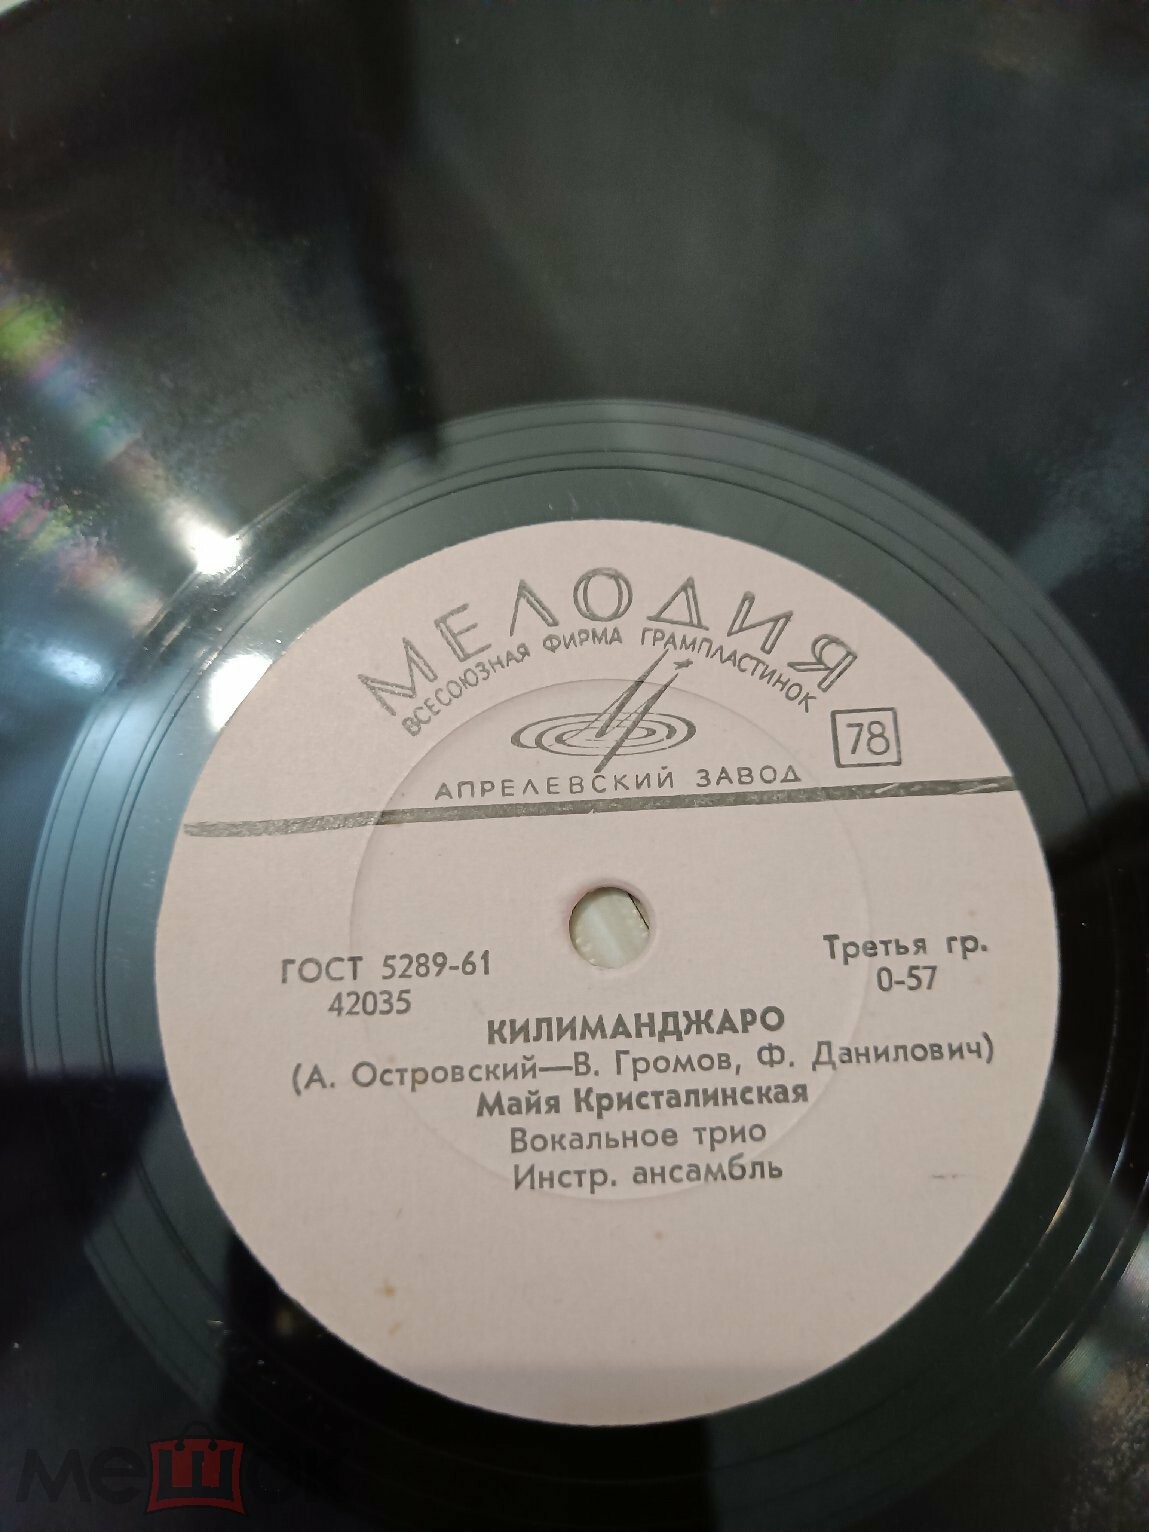 МЕЛОДИЯ
ВСЕСОЮЗНАЯ ФИРМА ГРАМПЛАСТИНОК
78
АПРЕЛЕВСКИЙ ЗАВОД
ГОСТ 5289-61
42035
Третья гр.
0-57
КИЛИМАНДЖАРО
(А. Островский—В. Громов, Ф. Данилович)
Майя Кристалинская
Вокальное трио
Инстр. ансамбль
мешок